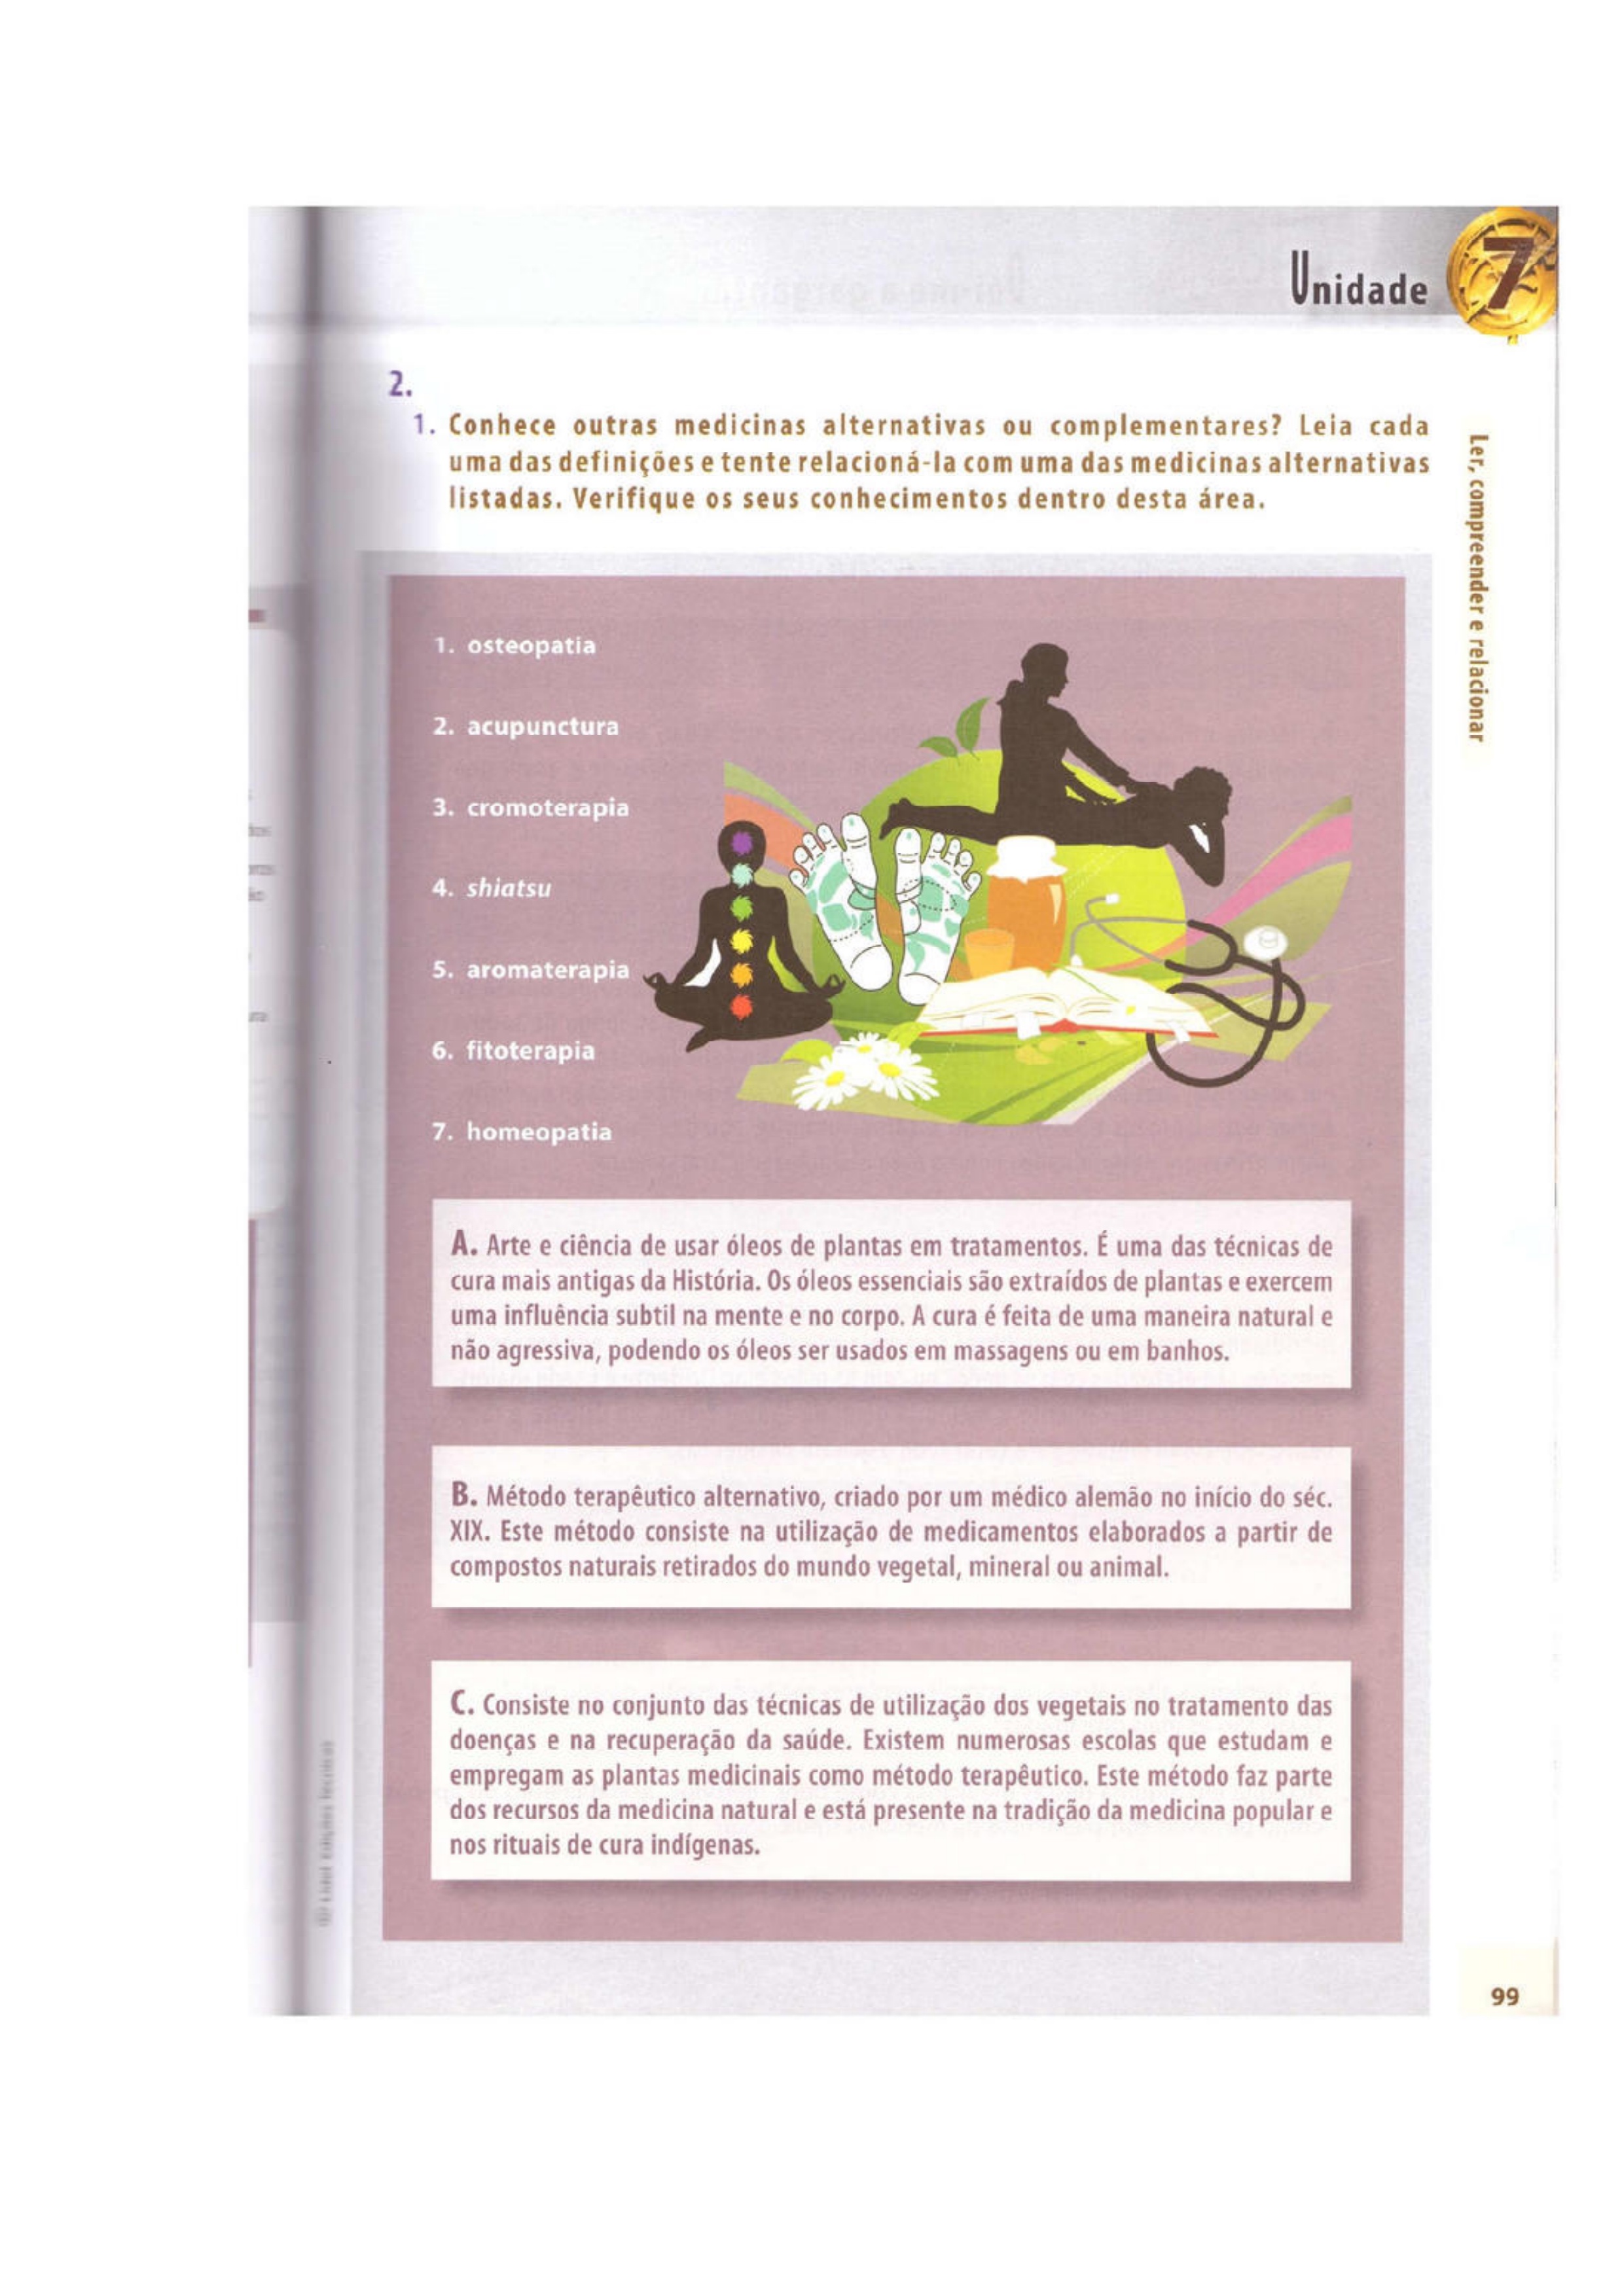 Unidade 7
2.
1. Conhece outras medicinas alternativas ou complementares? Leia cada
uma das definições e tente relacioná-la com uma das medicinas alternativas
listadas. Verifique os seus conhecimentos dentro desta área.
Ler, compreender e relacionar
1. osteopatia
2. acupunctura
3. cromoterapia
4. shiatsu
5. aromaterapia
6. fitoterapia
7. homeopatia
A. Arte e ciência de usar óleos de plantas em tratamentos. É uma das técnicas de
cura mais antigas da História. Os óleos essenciais são extraídos de plantas e exercem
uma influência subtil na mente e no corpo. A cura é feita de uma maneira natural e
não agressiva, podendo os óleos ser usados em massagens ou em banhos.
B. Método terapêutico alternativo, criado por um médico alemão no início do séc.
XIX. Este método consiste na utilização de medicamentos elaborados a partir de
compostos naturais retirados do mundo vegetal, mineral ou animal.
C. Consiste no conjunto das técnicas de utilização dos vegetais no tratamento das
doenças e na recuperação da saúde. Existem numerosas escolas que estudam e
empregam as plantas medicinais como método terapêutico. Este método faz parte
dos recursos da medicina natural e está presente na tradição da medicina popular e
nos rituais de cura indígenas.
99